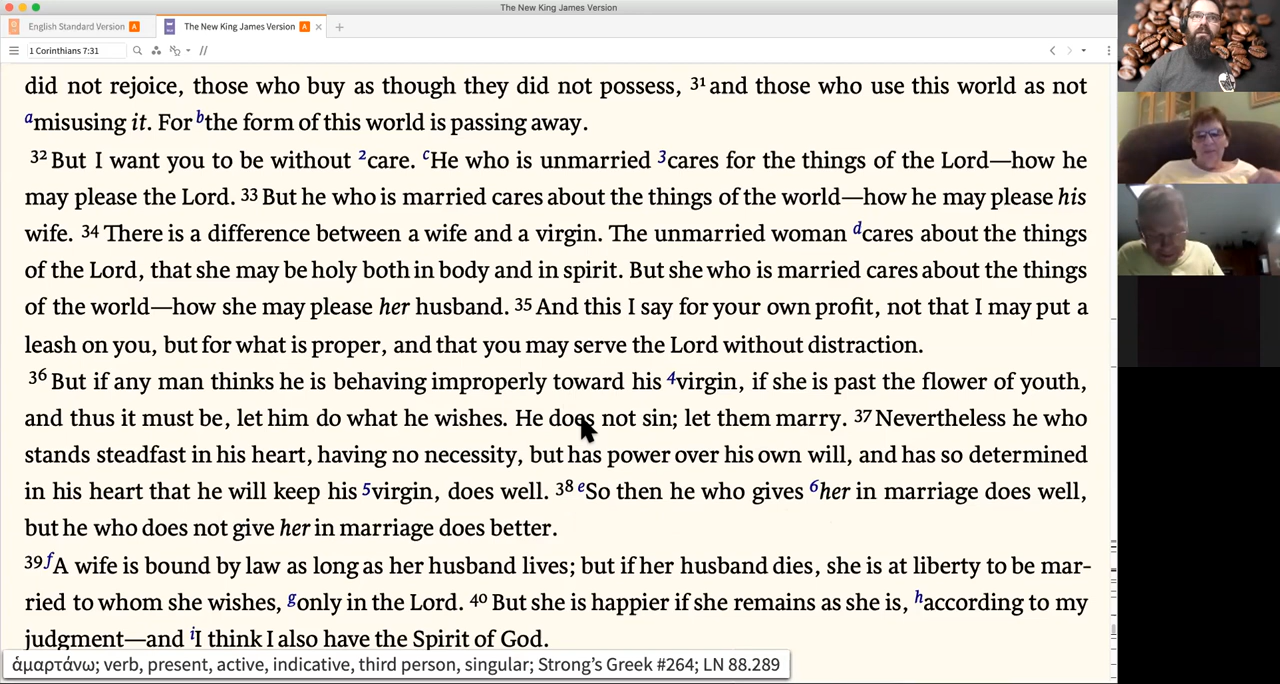 The New King James Version
English Standard Version A
The New King James Version A
1 Corinthians 7:31
did not rejoice, those who buy as though they did not possess, 31 and those who use this world as not
a misusing it. For b the form of this world is passing away.
32 But I want you to be without 2 care. c He who is unmarried 3 cares for the things of the Lord—how he
may please the Lord. 33 But he who is married cares about the things of the world—how he may please his
wife. 34 There is a difference between a wife and a virgin. The unmarried woman d cares about the things
of the Lord, that she may be holy both in body and in spirit. But she who is married cares about the things
of the world—how she may please her husband. 35 And this I say for your own profit, not that I may put a
leash on you, but for what is proper, and that you may serve the Lord without distraction.
36 But if any man thinks he is behaving improperly toward his 4 virgin, if she is past the flower of youth,
and thus it must be, let him do what he wishes. He does not sin; let them marry. 37 Nevertheless he who
stands steadfast in his heart, having no necessity, but has power over his own will, and has so determined
in his heart that he will keep his 5 virgin, does well. 38 e So then he who gives 6 her in marriage does well,
but he who does not give her in marriage does better.
39 f A wife is bound by law as long as her husband lives; but if her husband dies, she is at liberty to be mar-
ried to whom she wishes, g only in the Lord. 40 But she is happier if she remains as she is, h according to my
judgment—and i I think I also have the Spirit of God.
ἁμαρτάνω; verb, present, active, indicative, third person, singular; Strong's Greek #264; LN 88.289